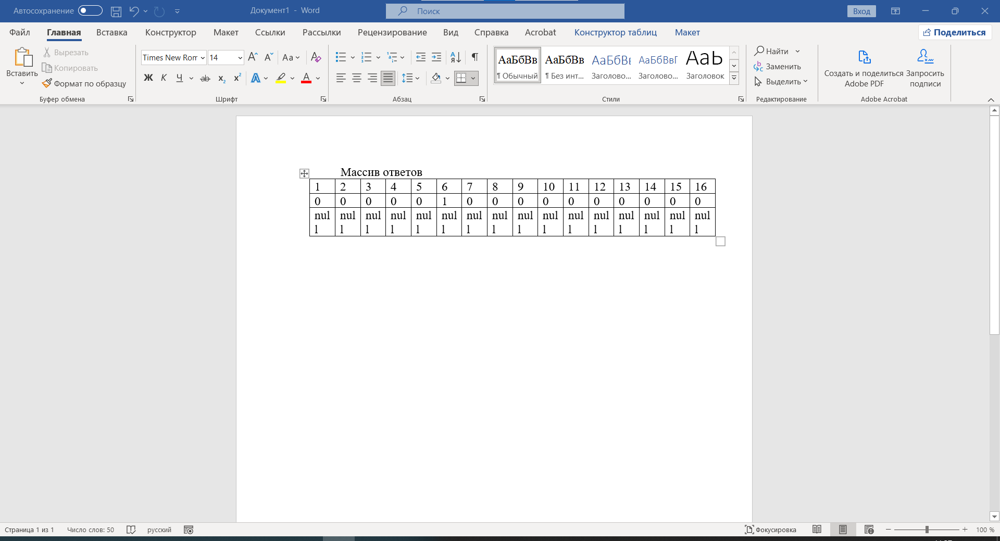 Автосохранение
Документ1 - Word
Поиск
Вход
Файл Главная Вставка Конструктор Макет Ссылки Рассылки Рецензирование Вид Справка Acrobat Конструктор таблиц Макет
Поделиться
Вставить
Вырезать
Копировать
Формат по образцу
Буфер обмена
Times New Ron 14
Aa
Ж К Ч ab x₂ x²
Шрифт
Абзац
АаБбВв АаБбВв АаБбВı АаБбВвГ АаЬ
¶ Обычный ¶ Без инт... Заголово... Заголово... Заголовок
Стили
Найти
Заменить
Выделить
Редактирование
Создать и поделиться
Adobe PDF
Запросить
подписи
Adobe Acrobat
Массив ответов
1 2 3 4 5 6 7 8 9 10 11 12 13 14 15 16
0 0 0 0 0 1 0 0 0 0 0 0 0 0 0 0
nul nul nul nul nul nul nul nul nul nul nul nul nul nul nul nul
l l l l l l l l l l l l l l l l
Страница 1 из 1 Число слов: 50 русский
Фокусировка
100 %